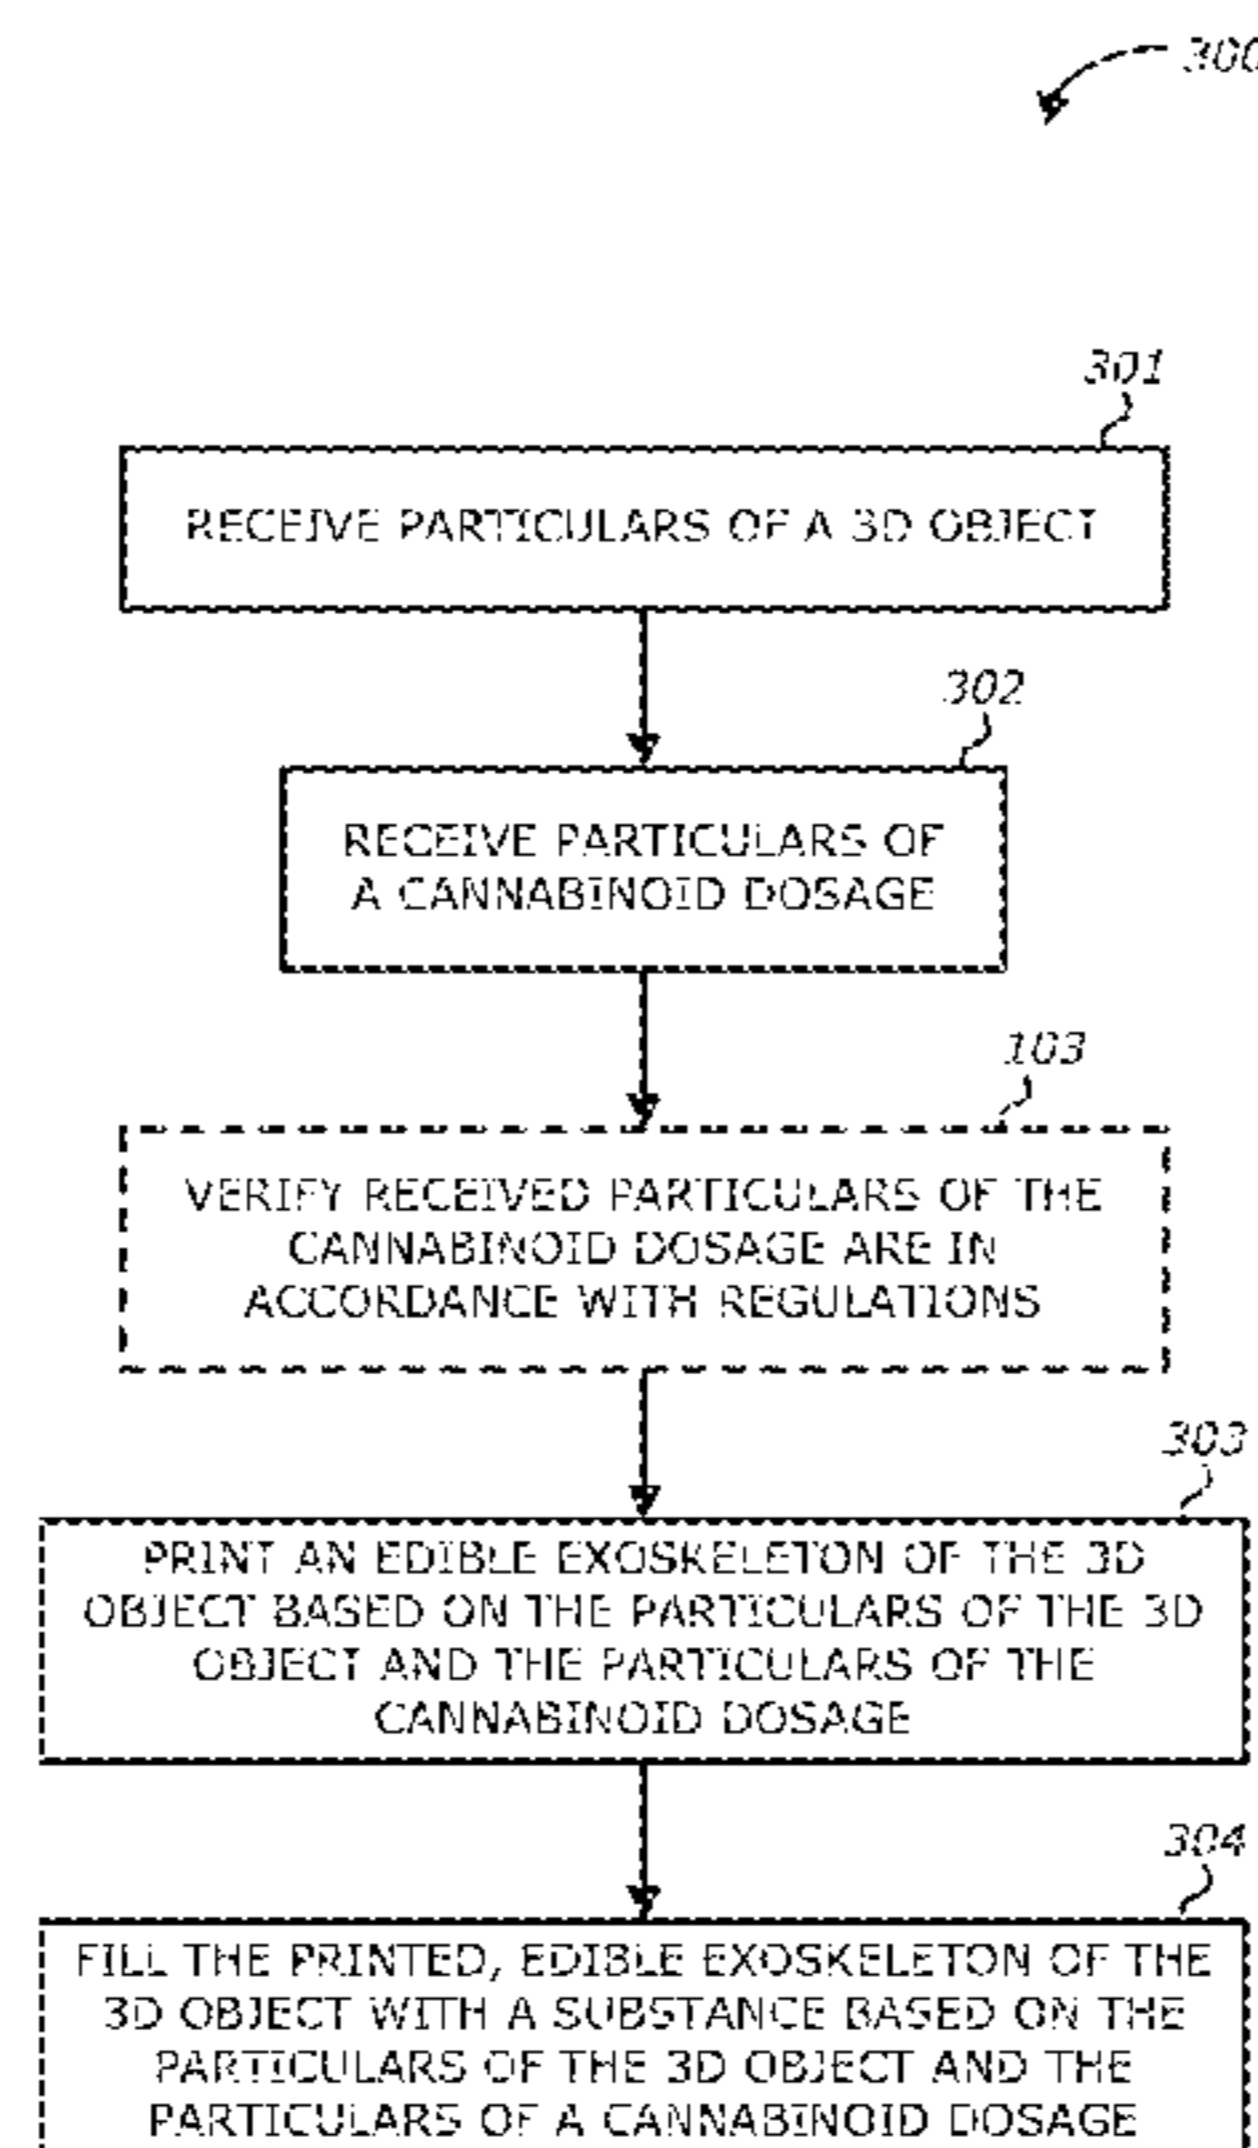 300
301
RECEIVE PARTICULARS OF A 3D OBJECT
302
RECEIVE PARTICULARS OF
A CANNABINOID DOSAGE
103
VERIFY RECEIVED PARTICULARS OF THE
CANNABINOID DOSAGE ARE IN
ACCORDANCE WITH REGULATIONS
303
PRINT AN EDIBLE EXOSKELETON OF THE 3D
OBJECT BASED ON THE PARTICULARS OF THE 3D
OBJECT AND THE PARTICULARS OF THE
CANNABINOID DOSAGE
304
FILL THE PRINTED, EDIBLE EXOSKELETON OF THE
3D OBJECT WITH A SUBSTANCE BASED ON THE
PARTICULARS OF THE 3D OBJECT AND THE
PARTICULARS OF A CANNABINOID DOSAGE